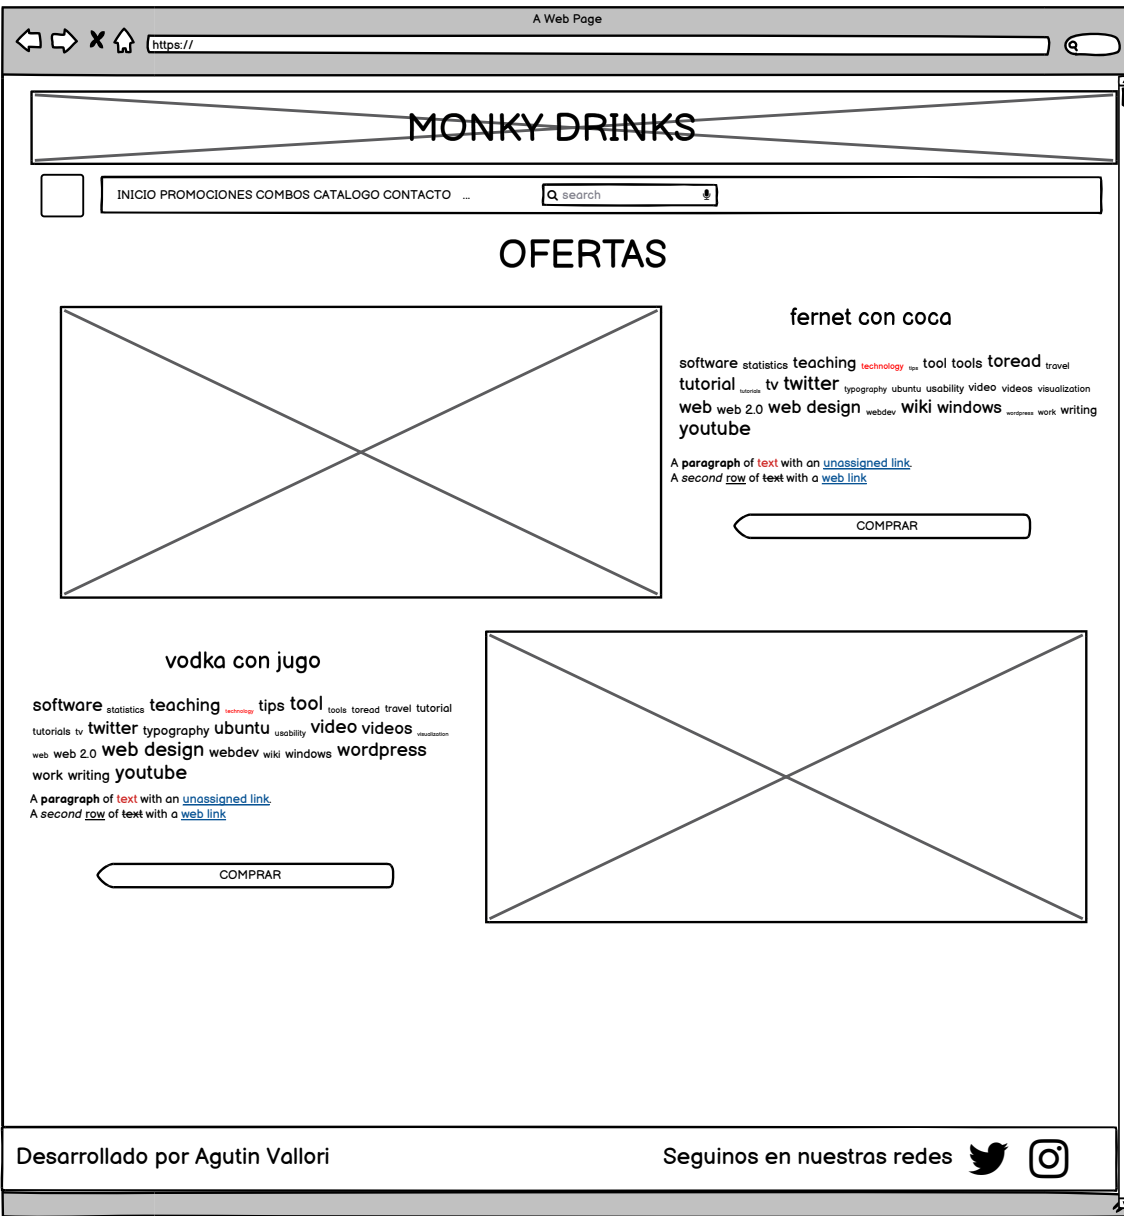 A Web Page
https://
MONKY DRINKS
INICIO PROMOCIONES COMBOS CATALOGO CONTACTO ...
search
OFERTAS
fernet con coca
software statistics teaching technology tips tool tools toread travel
tutorial tutorials tv twitter typography ubuntu usability video videos visualization
web web 2.0 web design webdev wiki windows wordpress work writing
youtube
A paragraph of text with an unassigned link.
A second row of text with a web link
COMPRAR
vodka con jugo
software statistics teaching technology tips tool tools toread travel tutorial
tutorials tv twitter typography ubuntu usability video videos visualization
web web 2.0 web design webdev wiki windows wordpress
work writing youtube
A paragraph of text with an unassigned link.
A second row of text with a web link
COMPRAR
Desarrollado por Agutin Vallori
Seguinos en nuestras redes